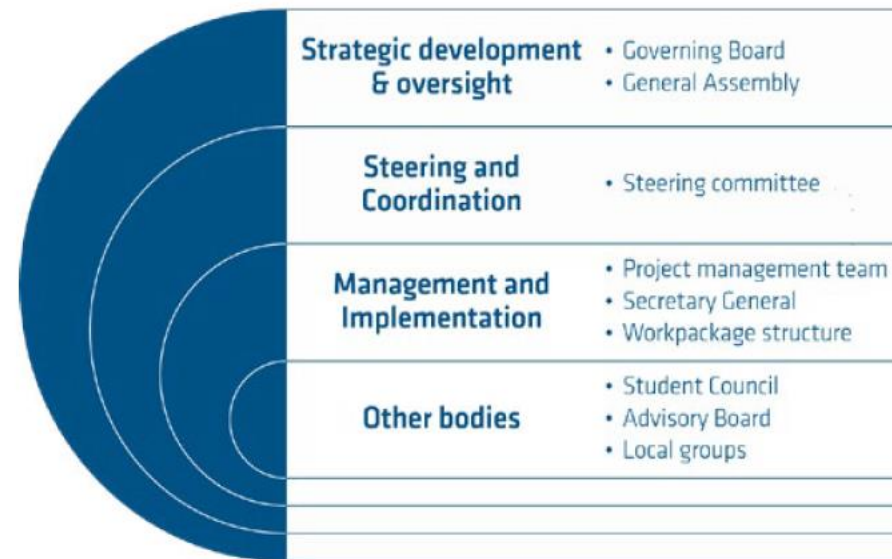 Strategic development
& oversight
• Governing Board
• General Assembly
Steering and
Coordination
• Steering committee
Management and
Implementation
• Project management team
• Secretary General
• Workpackage structure
Other bodies
• Student Council
• Advisory Board
• Local groups